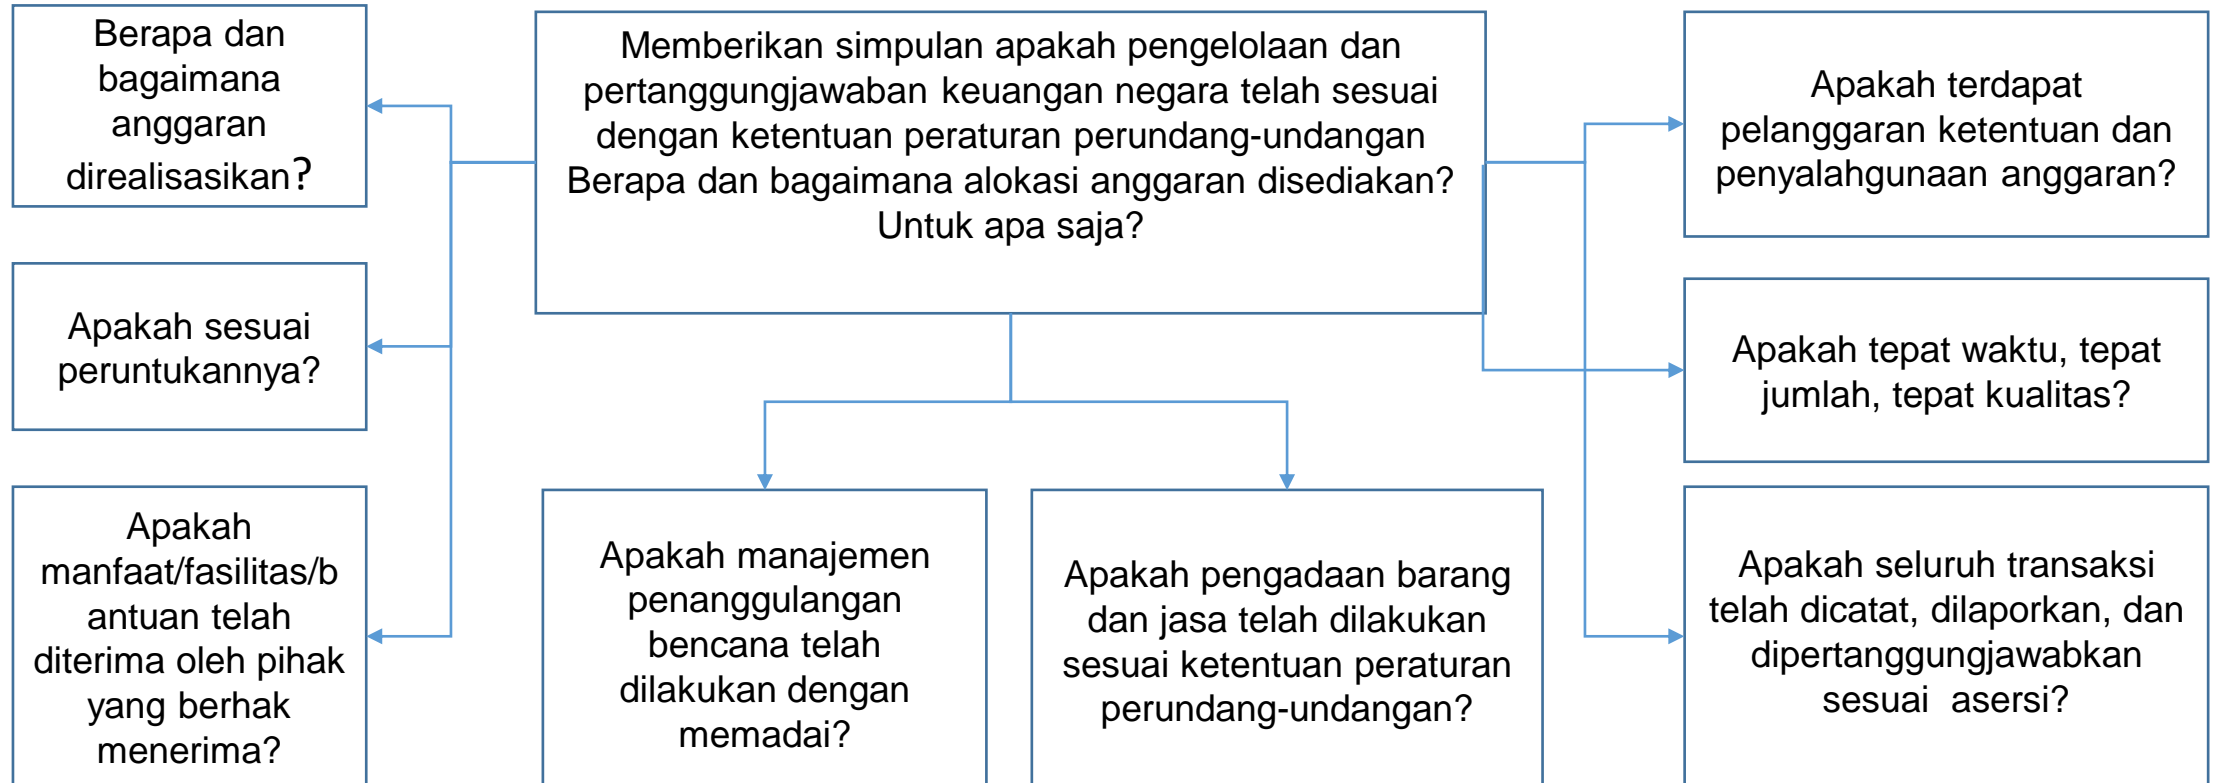 Berapa dan
bagaimana
anggaran
direalisasikan?
Memberikan simpulan apakah pengelolaan dan
pertanggungjawaban keuangan negara telah sesuai
dengan ketentuan peraturan perundang-undangan
Berapa dan bagaimana alokasi anggaran disediakan?
Untuk apa saja?
Apakah terdapat
pelanggaran ketentuan dan
penyalahgunaan anggaran?
Apakah sesuai
peruntukannya?
Apakah tepat waktu, tepat
jumlah, tepat kualitas?
Apakah
manfaat/fasilitas/b
antuan telah
diterima oleh pihak
yang berhak
menerima?
Apakah manajemen
penanggulangan
bencana telah
dilakukan dengan
memadai?
Apakah pengadaan barang
dan jasa telah dilakukan
sesuai ketentuan peraturan
perundang-undangan?
Apakah seluruh transaksi
telah dicatat, dilaporkan, dan
dipertanggungjawabkan
sesuai  asersi?